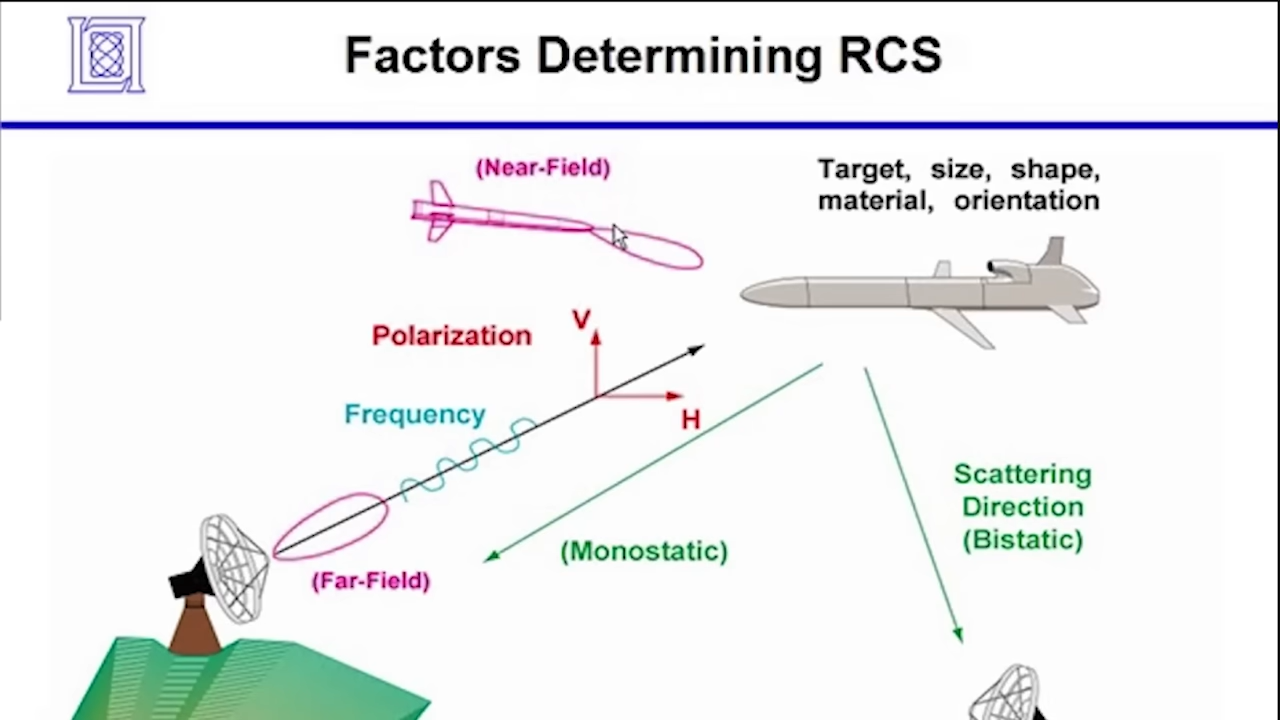 Factors Determining RCS
(Near-Field)
Target, size, shape,
material, orientation
Polarization
V
H
Frequency
(Far-Field)
(Monostatic)
Scattering
Direction
(Bistatic)